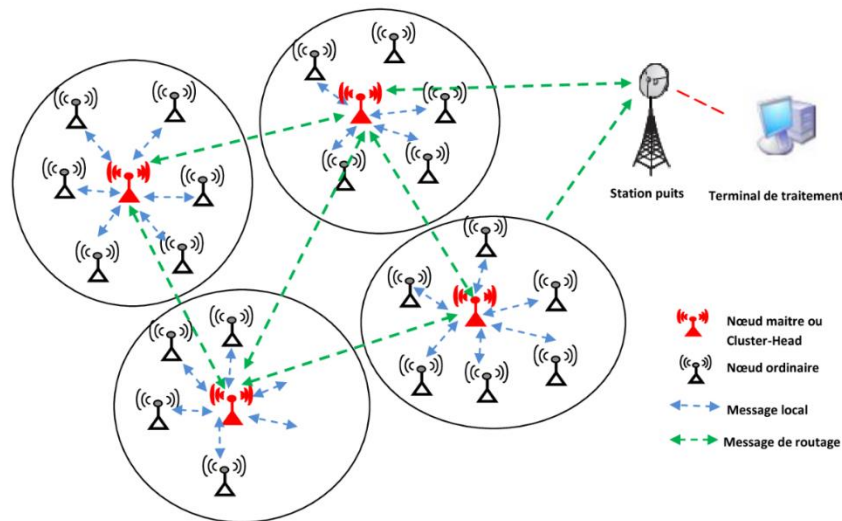 Station puits
Terminal de traitement
Nœud maitre ou
Cluster-Head
Nœud ordinaire
Message local
Message de routage